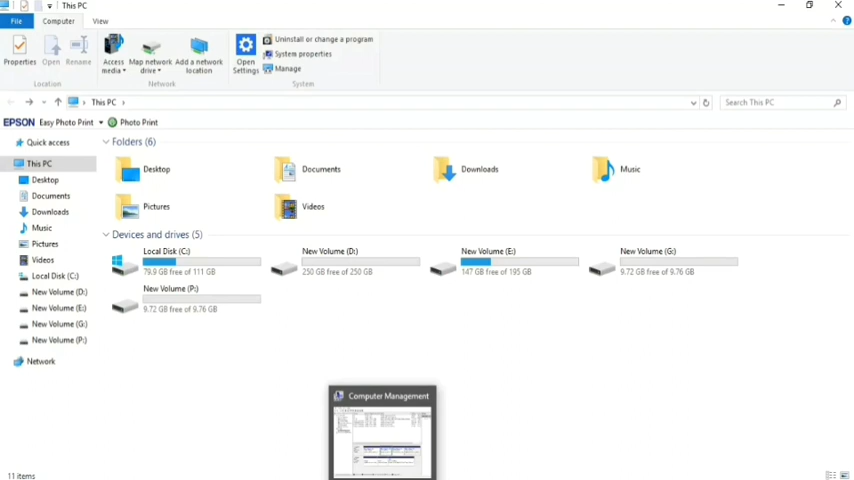 This PC
File Computer View
Properties Open Rename Access media Map network drive Add a network location Open Settings
Uninstall or change a program
System properties
Manage
Location Network System
This PC
Search This PC
EPSON Easy Photo Print Photo Print
Quick access
This PC
Desktop
Documents
Downloads
Music
Pictures
Videos
Local Disk (C:)
New Volume (D:)
New Volume (E:)
New Volume (G:)
New Volume (P:)
Network
Folders (6)
Desktop Documents Downloads Music
Pictures Videos
Devices and drives (5)
Local Disk (C:) New Volume (D:) New Volume (E:) New Volume (G:)
79.9 GB free of 111 GB 250 GB free of 250 GB 147 GB free of 195 GB 9.72 GB free of 9.76 GB
New Volume (P:)
9.72 GB free of 9.76 GB
Computer Management
11 items